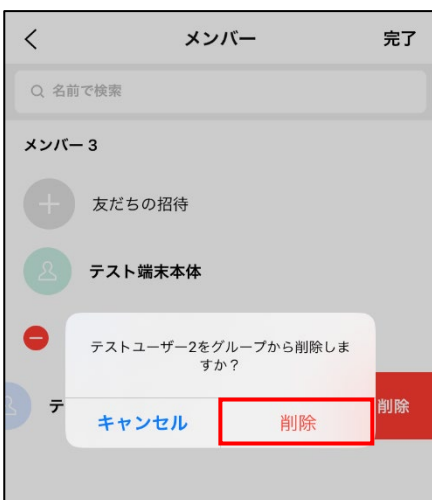 メンバー
完了
名前で検索
メンバー 3
友だちの招待
テスト端末本体
テストユーザー2をグループから削除しま
すか？
テ
削除
キャンセル
削除